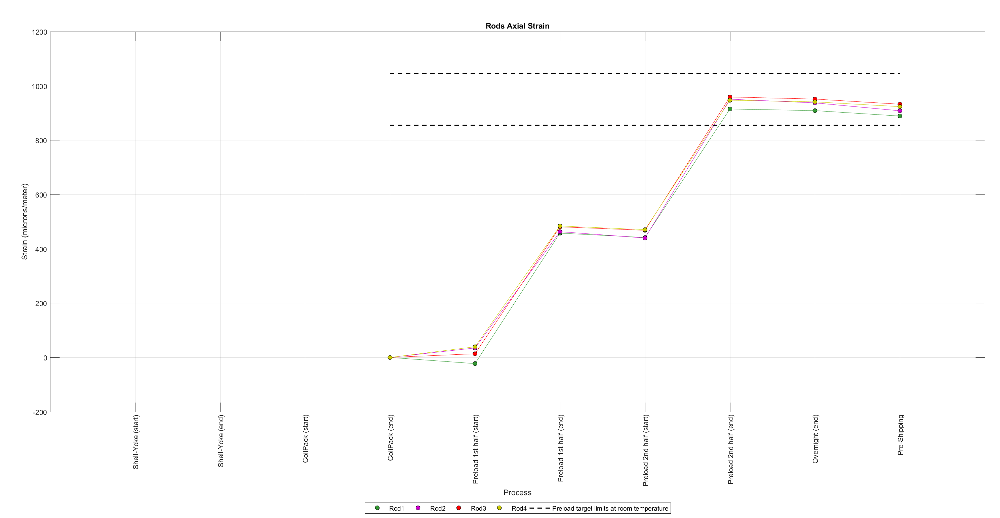 Rods Axial Strain
1200
1000
800
600
400
200
0
-200
Strain (microns/meter)
Shell-Yoke (start)
Shell-Yoke (end)
CoilPack (start)
CoilPack (end)
Preload 1st half (start)
Preload 1st half (end)
Preload 2nd half (start)
Preload 2nd half (end)
Overnight (end)
Pre-Shipping
Process
Rod1 Rod2 Rod3 Rod4 Preload target limits at room temperature